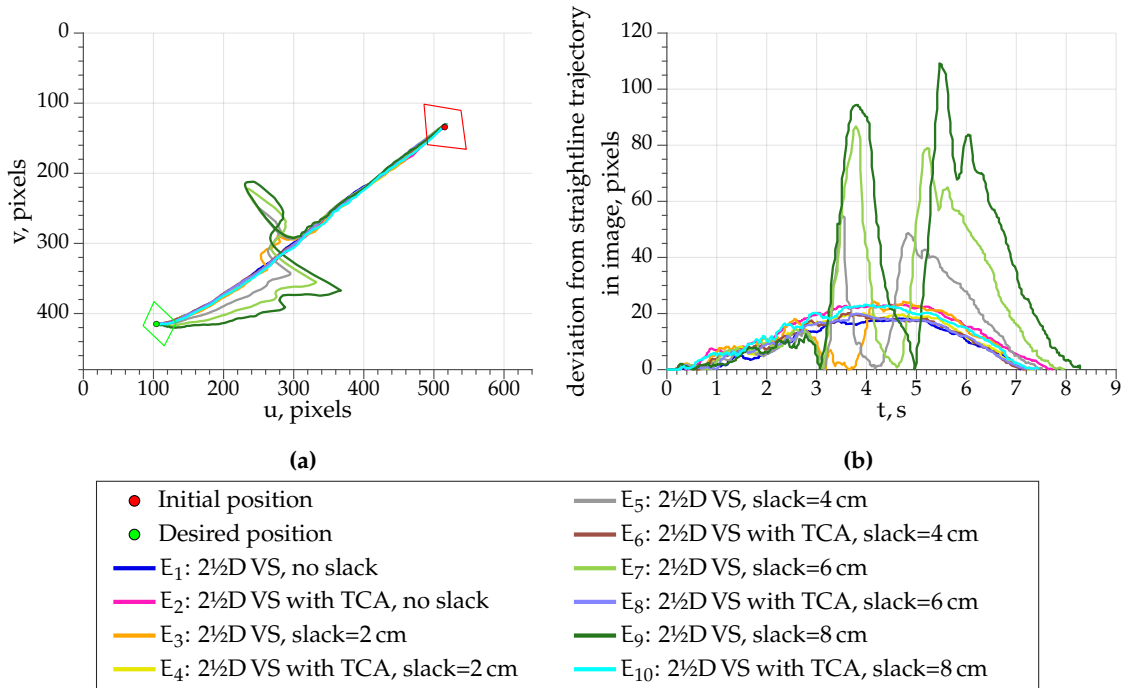 0
100
200
300
400
v, pixels
0 100 200 300 400 500 600
u, pixels
(a)
deviation from straightline trajectory
in image, pixels
120
100
80
60
40
20
0
0 1 2 3 4 5 6 7 8 9
t, s
(b)
Initial position
Desired position
E1: 2½D VS, no slack
E2: 2½D VS with TCA, no slack
E3: 2½D VS, slack=2 cm
E4: 2½D VS with TCA, slack=2 cm
E5: 2½D VS, slack=4 cm
E6: 2½D VS with TCA, slack=4 cm
E7: 2½D VS, slack=6 cm
E8: 2½D VS with TCA, slack=6 cm
E9: 2½D VS, slack=8 cm
E10: 2½D VS with TCA, slack=8 cm